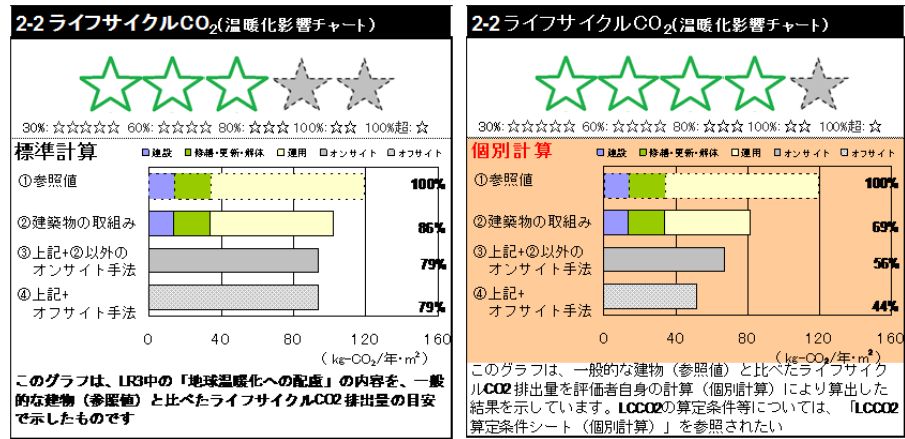 2-2 ライフサイクルCO₂(温暖化影響チャート)
30%: ☆☆☆☆☆ 60%: ☆☆☆☆ 80%: ☆☆☆ 100%: ☆☆ 100%超: ☆
標準計算
建設 修繕・更新・解体 運用 オンサイト オフサイト
①参照値 100%
②建築物の取組み 86%
③上記+②以外の
オンサイト手法 79%
④上記+
オフサイト手法 79%
0 40 80 120 160
(kg-CO₂/年・m²)
このグラフは、LR3中の「地球温暖化への配慮」の内容を、一般
的な建物(参照値)と比べたライフサイクルCO2 排出量の目安
で示したものです
2-2 ライフサイクルCO₂(温暖化影響チャート)
30%: ☆☆☆☆☆ 60%: ☆☆☆☆ 80%: ☆☆☆ 100%: ☆☆ 100%超: ☆
個別計算
建設 修繕・更新・解体 運用 オンサイト オフサイト
①参照値 100%
②建築物の取組み 69%
③上記+②以外の
オンサイト手法 56%
④上記+
オフサイト手法 44%
0 40 80 120 160
(kg-CO₂/年・m²)
このグラフは、一般的な建物(参照値)と比べたライフサイク
ルCO2 排出量を評価者自身の計算(個別計算)により算出した
結果を示しています。LCCO2の算定条件等については、「LCCO2
算定条件シート(個別計算)」を参照されたい